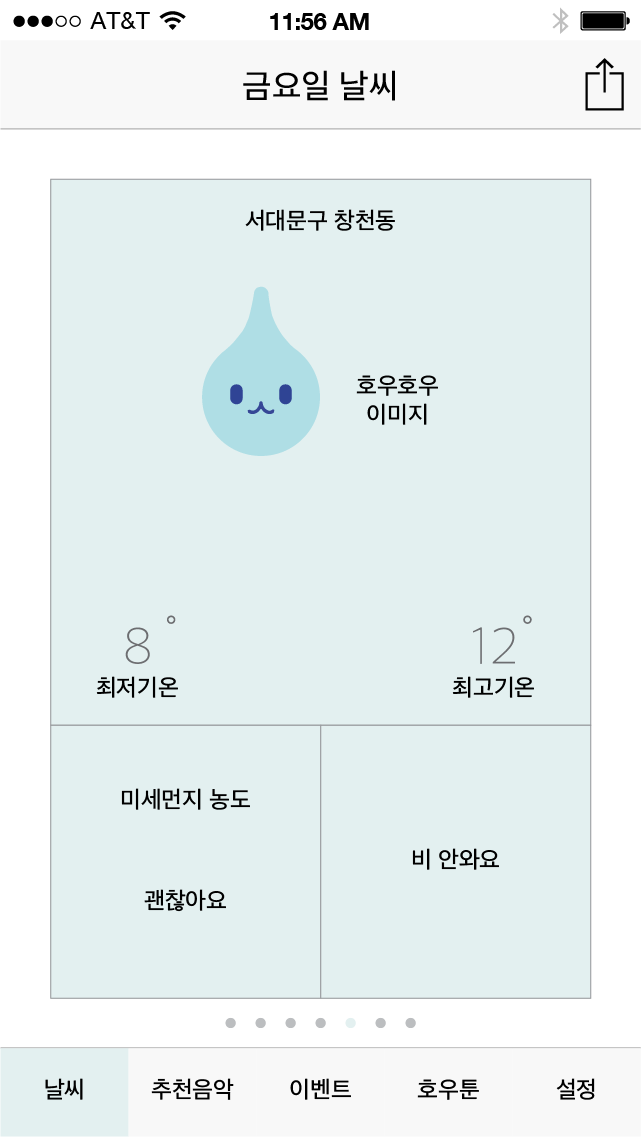 AT&T 11:56 AM
금요일 날씨
서대문구 창천동
호우호우
이미지
8° 12°
최저기온 최고기온
미세먼지 농도
비 안와요
괜찮아요
날씨 추천음악 이벤트 호우툰 설정